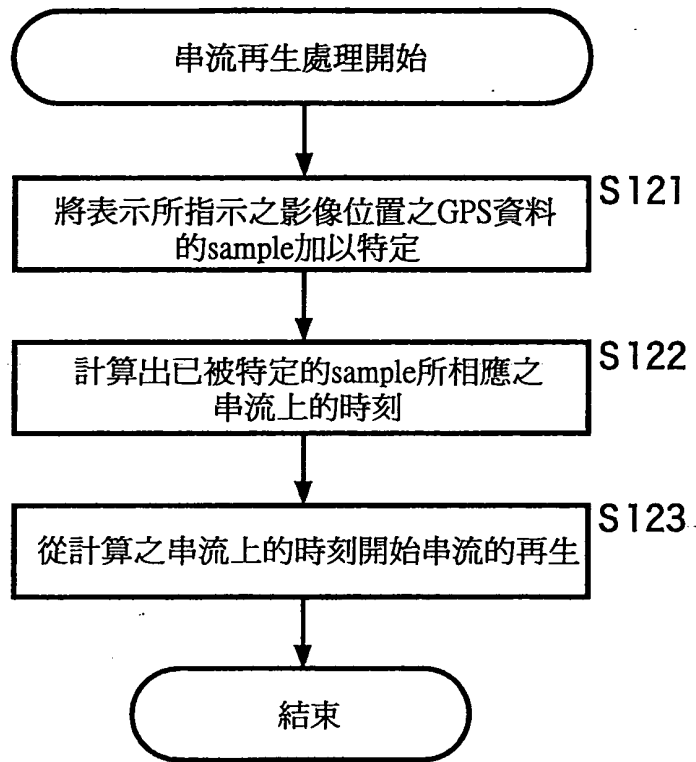 串流再生處理開始
S121
將表示所指示之影像位置之GPS資料
的sample加以特定
S122
計算出已被特定的sample所相應之
串流上的時刻
S123
從計算之串流上的時刻開始串流的再生
結束